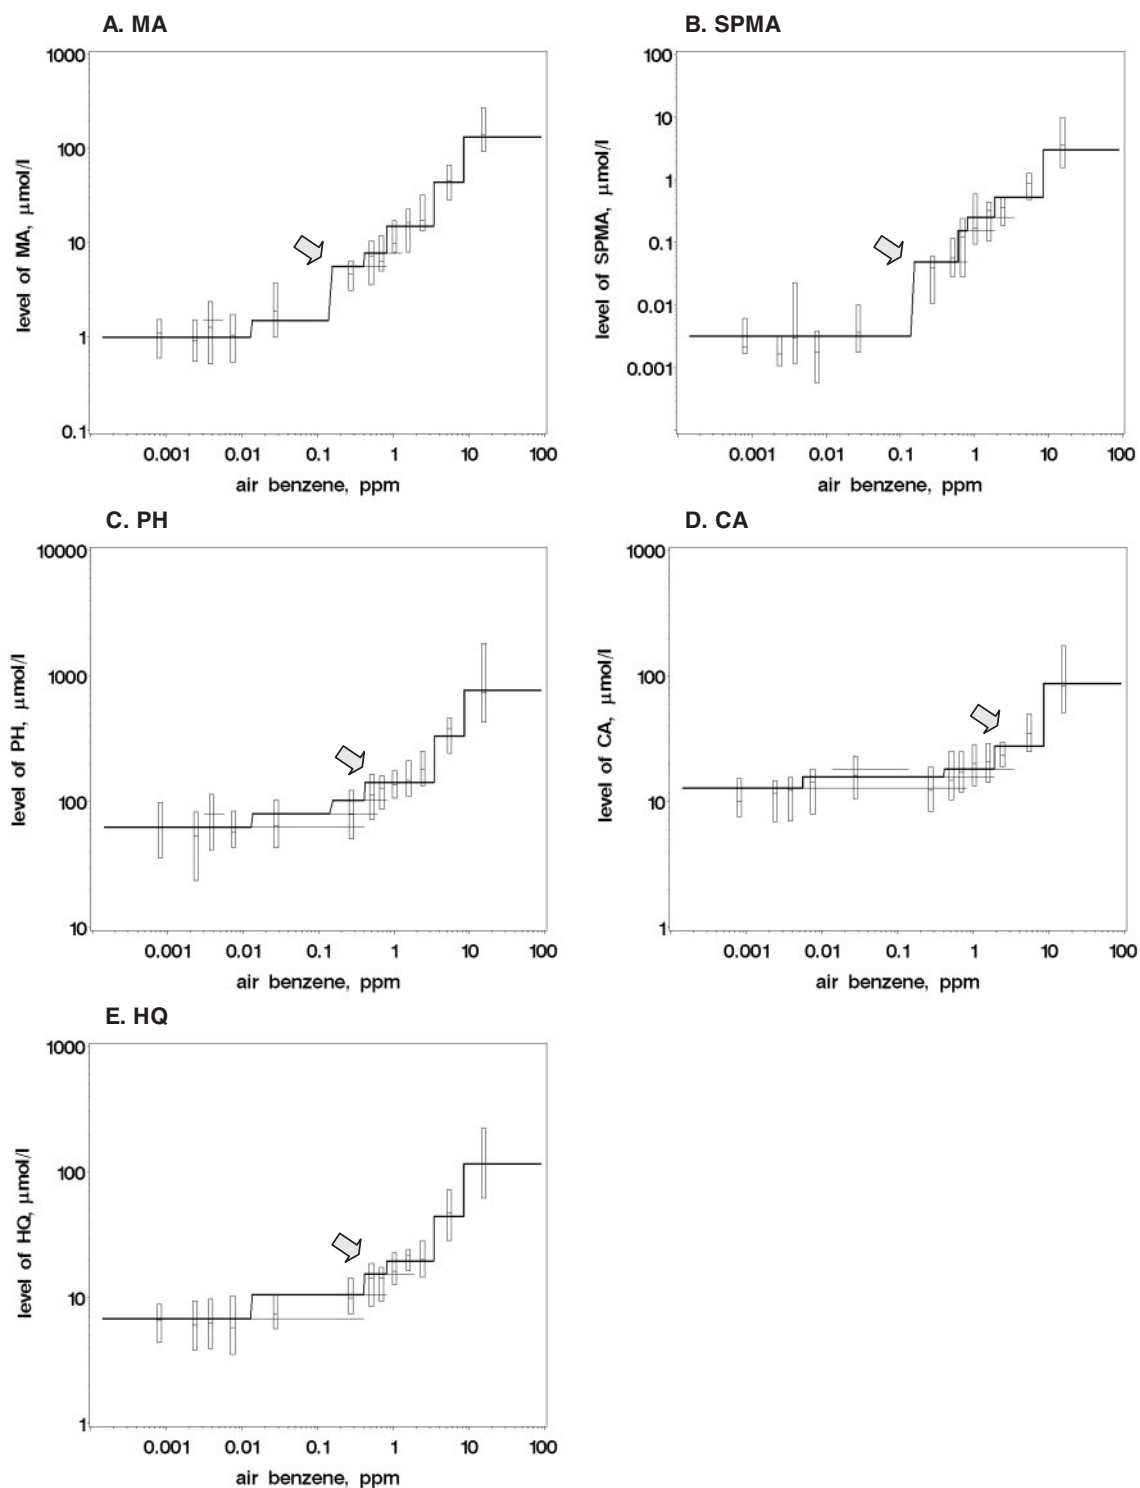 A. MA
1000
100
10
1
0.1
level of MA, µmol/l
0.001 0.01 0.1 1 10 100
air benzene, ppm
B. SPMA
100
10
1
0.1
0.01
0.001
level of SPMA, µmol/l
0.001 0.01 0.1 1 10 100
air benzene, ppm
C. PH
10000
1000
100
10
level of PH, µmol/l
0.001 0.01 0.1 1 10 100
air benzene, ppm
D. CA
1000
100
10
1
level of CA, µmol/l
0.001 0.01 0.1 1 10 100
air benzene, ppm
E. HQ
1000
100
10
1
level of HQ, µmol/l
0.001 0.01 0.1 1 10 100
air benzene, ppm